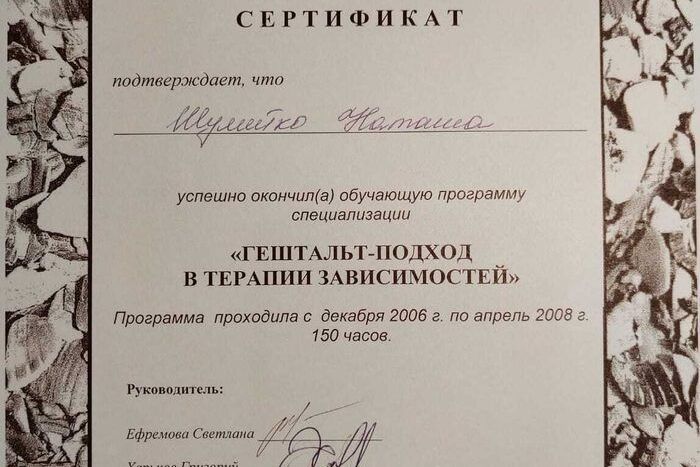 СЕРТИФИКАТ
подтверждает, что
Шулейко Наташа
успешно окончил(а) обучающую программу
специализации
«ГЕШТАЛЬТ-ПОДХОД
В ТЕРАПИИ ЗАВИСИМОСТЕЙ»
Программа проходила с декабря 2006 г. по апрель 2008 г.
150 часов.
Руководитель:
Ефремова Светлана
Григорий